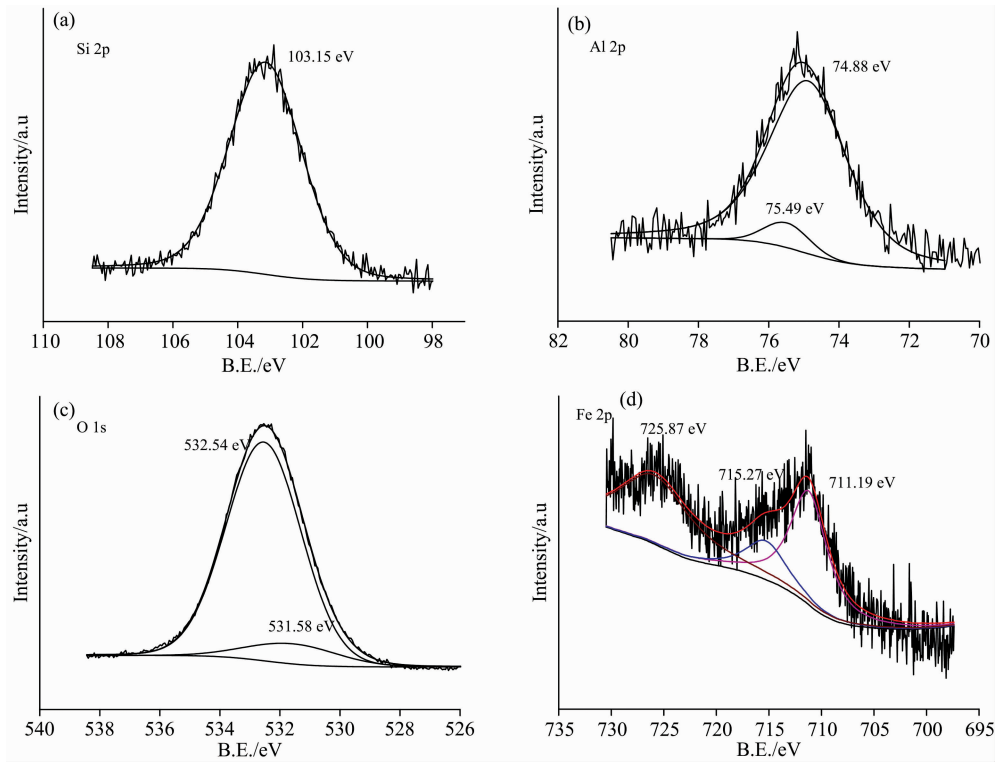 (a)
Si 2p
103.15 eV
Intensity/a.u
110 108 106 104 102 100 98
B.E./eV
(b)
Al 2p
74.88 eV
75.49 eV
Intensity/a.u
82 80 78 76 74 72 70
B.E./eV
(c)
O 1s
532.54 eV
531.58 eV
Intensity/a.u
540 538 536 534 532 530 528 526
B.E./eV
(d)
Fe 2p
725.87 eV
715.27 eV
711.19 eV
Intensity/a.u
735 730 725 720 715 710 705 700 695
B.E./eV